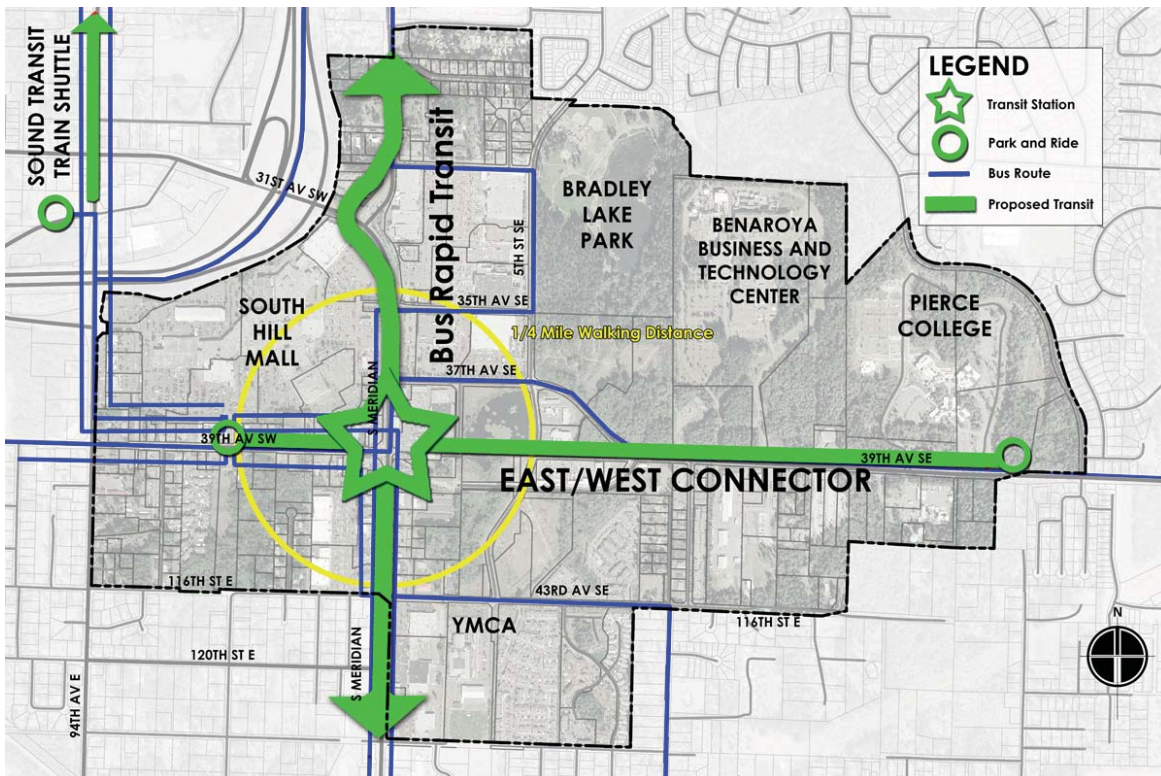 SOUND TRANSIT
TRAIN SHUTTLE
31ST AV SW
Bus Rapid Transit
5TH ST SE
BRADLEY
LAKE
PARK
BENAROYA
BUSINESS AND
TECHNOLOGY
CENTER
PIERCE
COLLEGE
LEGEND
Transit Station
Park and Ride
Bus Route
Proposed Transit
SOUTH
HILL
MALL
35TH AV SE
1/4 Mile Walking Distance
S MERIDIAN
37TH AV SE
39TH AV SW
39TH AV SE
EAST/WEST CONNECTOR
116TH ST E
43RD AV SE
116TH ST E
YMCA
120TH ST E
S MERIDIAN
94TH AV E
N